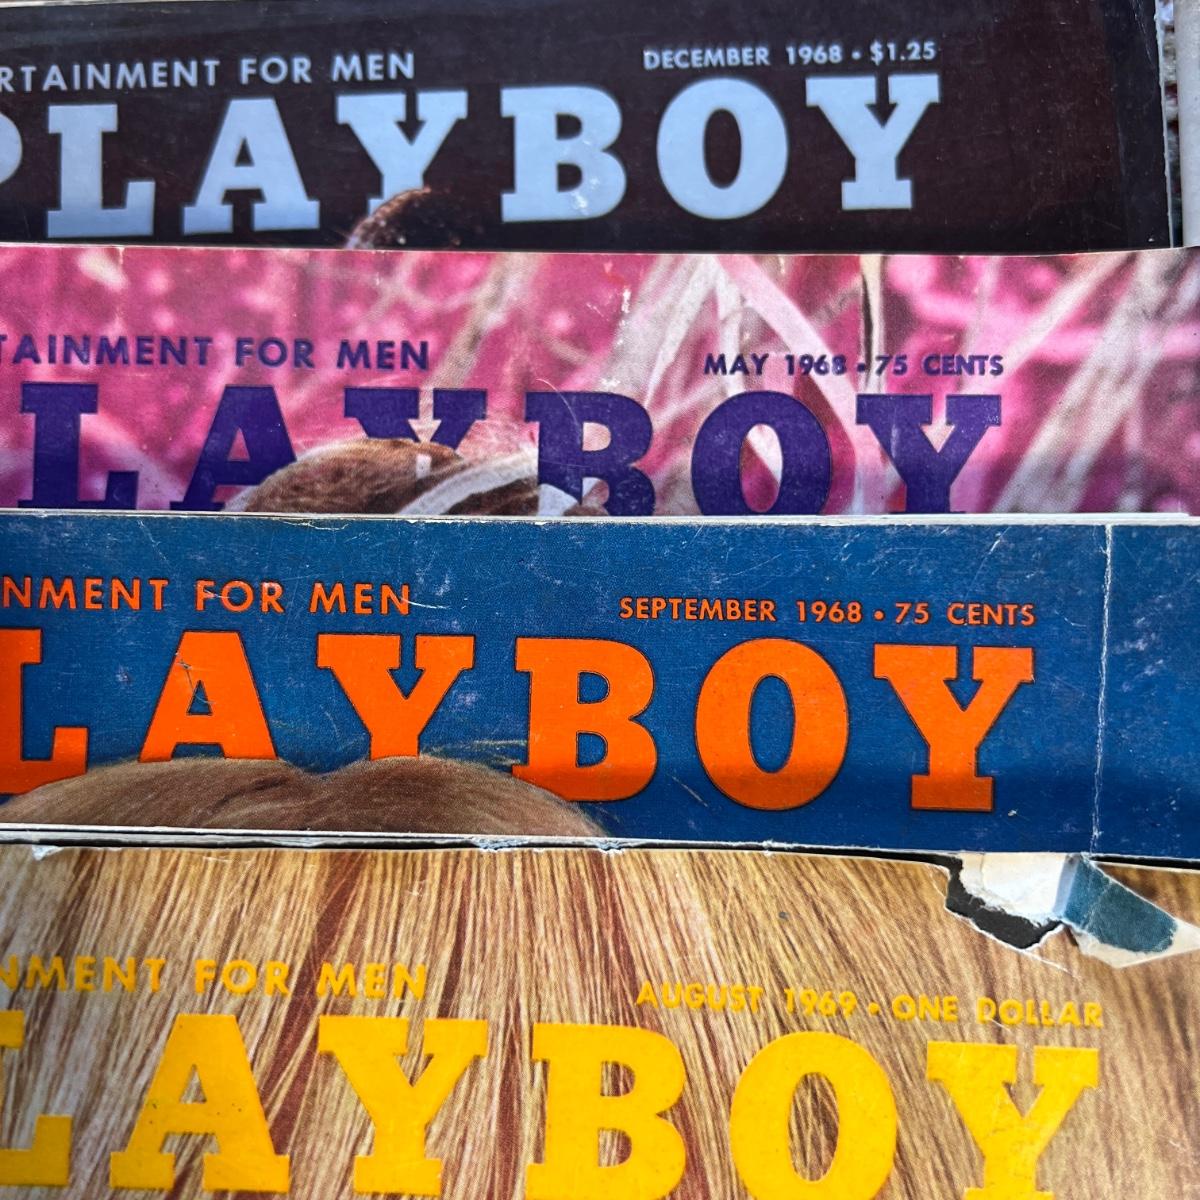 RTAINMENT FOR MEN DECEMBER 1968 • $1.25
PLAYBOY
TAINMENT FOR MEN MAY 1968 • 75 CENTS
LAYBOY
NMENT FOR MEN SEPTEMBER 1968 • 75 CENTS
LAYBOY
NMENT FOR MEN AUGUST 1969 • ONE DOLLAR
LAYBOY